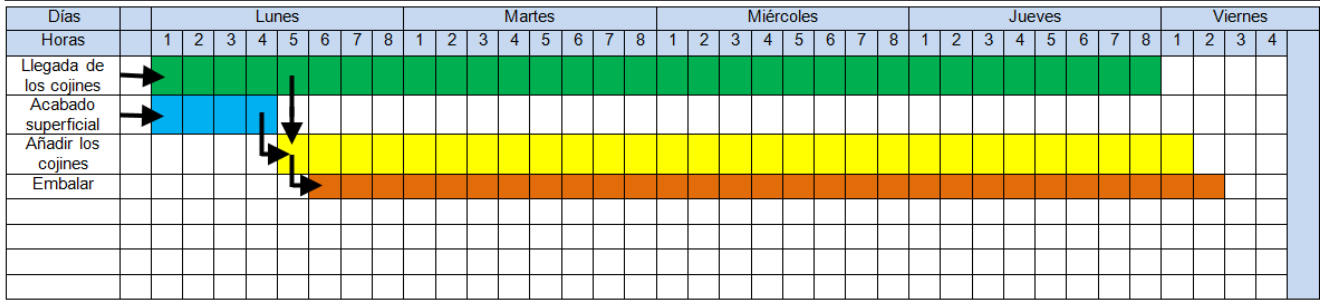 Días Lunes Martes Miércoles Jueves Viernes
Horas 1 2 3 4 5 6 7 8 1 2 3 4 5 6 7 8 1 2 3 4 5 6 7 8 1 2 3 4 5 6 7 8 1 2 3 4
Llegada de
los cojines
Acabado
superficial
Añadir los
cojines
Embalar